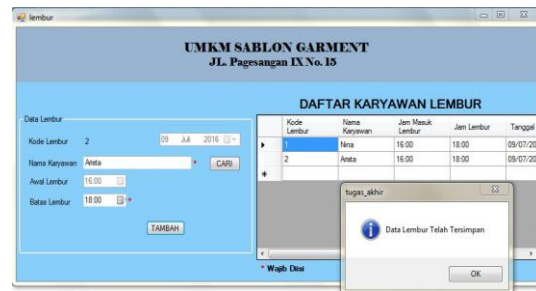 lembur
UMKM SABLON GARMENT
JL. Pagesangan IX No. 15
DAFTAR KARYAWAN LEMBUR
Data Lembur
Kode Lembur 2 09 Juli 2016
Nama Karyawan Anita * CARI
Awal Lembur 16:00
Batas Lembur 18:00 *
TAMBAH
Kode Lembur Nama Karyawan Jam Masuk Lembur Jam Lembur Tanggal
1 Nina 16:00 18:00 09/07/20
2 Anita 16:00 18:00 09/07/20
tugas_akhir
Data Lembur Telah Tersimpan
OK
* Wajib Diisi